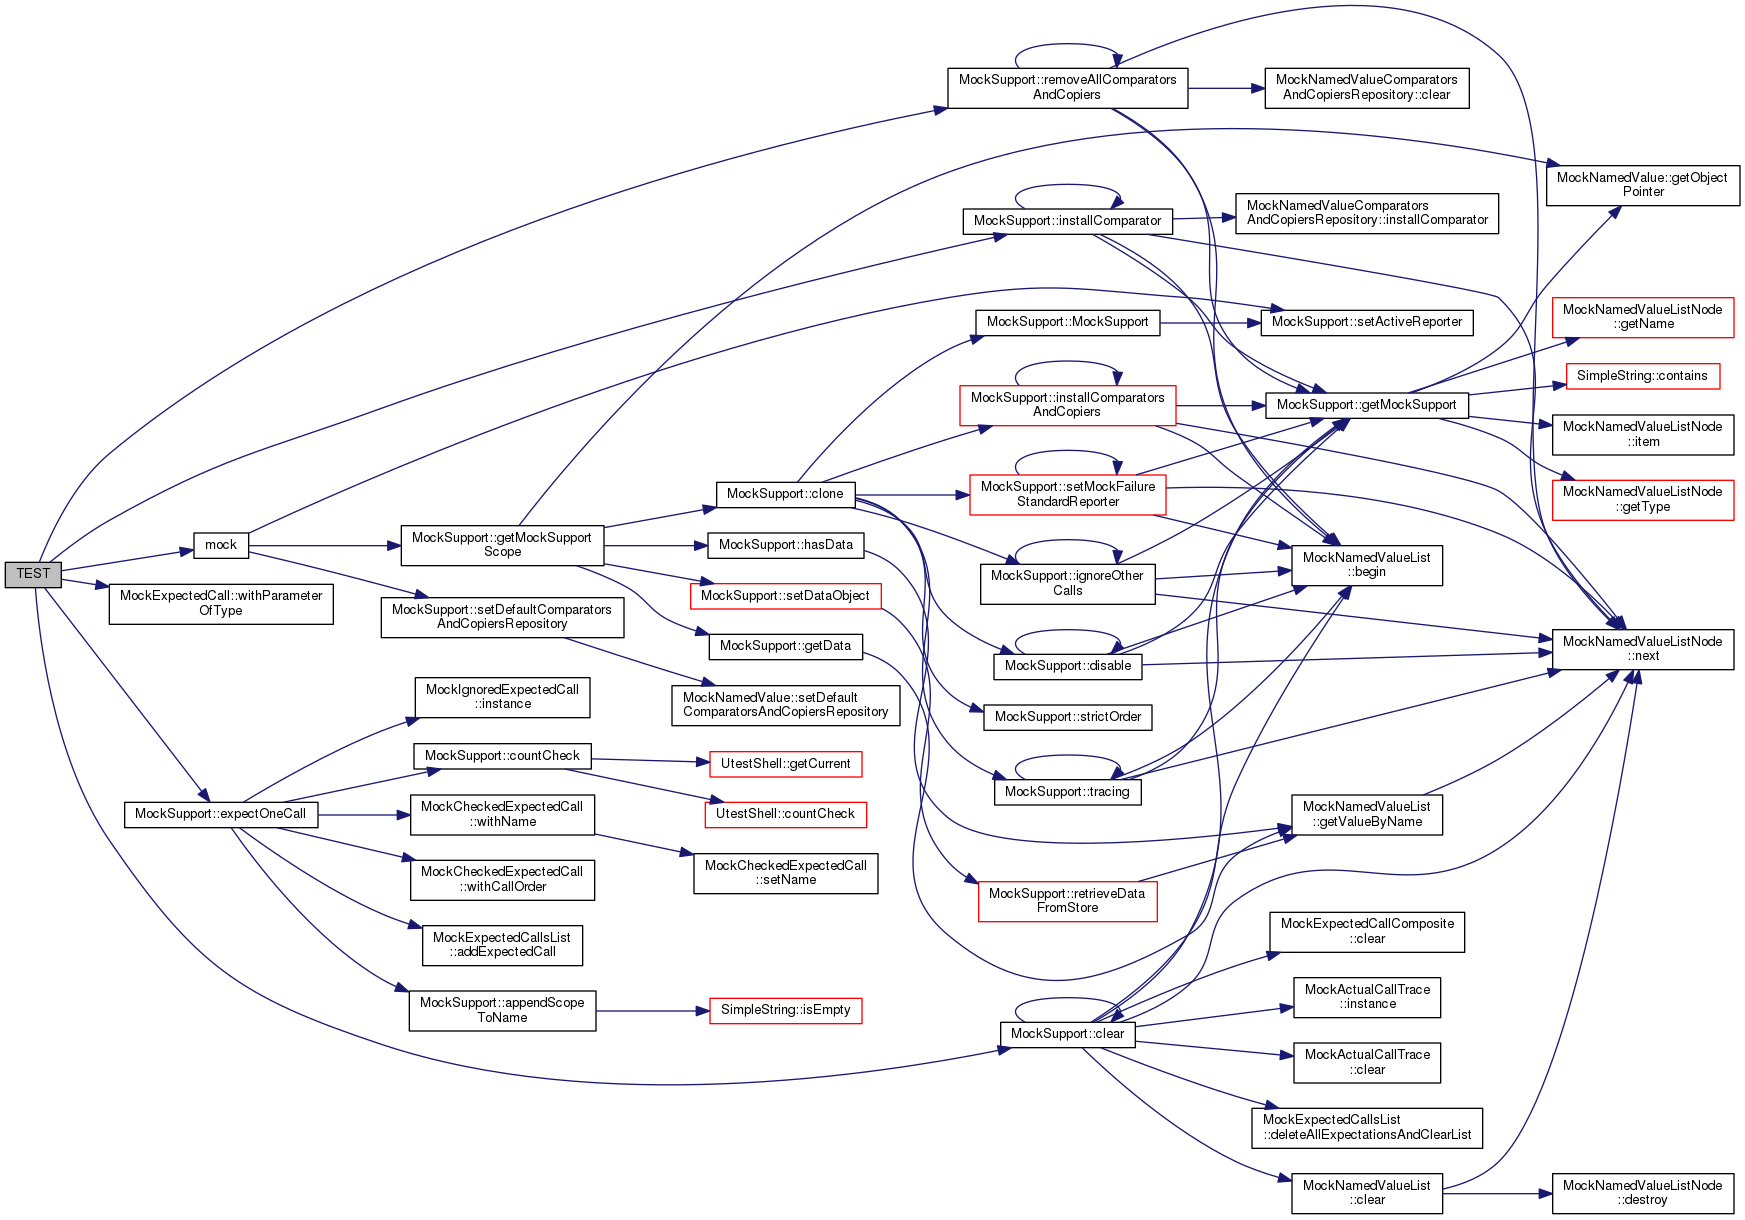 TEST
mock
MockExpectedCall::withParameter
OfType
MockSupport::expectOneCall
MockSupport::getMockSupport
Scope
MockSupport::setDefaultComparators
AndCopiersRepository
MockIgnoredExpectedCall
::instance
MockSupport::countCheck
MockCheckedExpectedCall
::withName
MockCheckedExpectedCall
::withCallOrder
MockExpectedCallsList
::addExpectedCall
MockSupport::appendScope
ToName
MockSupport::clone
MockSupport::hasData
MockSupport::setDataObject
MockSupport::getData
MockNamedValue::setDefault
ComparatorsAndCopiersRepository
UtestShell::getCurrent
UtestShell::countCheck
MockCheckedExpectedCall
::setName
SimpleString::isEmpty
MockSupport::removeAllComparators
AndCopiers
MockSupport::installComparator
MockSupport::MockSupport
MockSupport::installComparators
AndCopiers
MockSupport::setMockFailure
StandardReporter
MockSupport::ignoreOther
Calls
MockSupport::disable
MockSupport::strictOrder
MockSupport::tracing
MockSupport::retrieveData
FromStore
MockSupport::clear
MockNamedValueComparators
AndCopiersRepository::clear
MockNamedValueComparators
AndCopiersRepository::installComparator
MockSupport::setActiveReporter
MockSupport::getMockSupport
MockNamedValueList
::begin
MockNamedValueList
::getValueByName
MockExpectedCallComposite
::clear
MockActualCallTrace
::instance
MockActualCallTrace
::clear
MockExpectedCallsList
::deleteAllExpectationsAndClearList
MockNamedValueList
::clear
MockNamedValue::getObject
Pointer
MockNamedValueListNode
::getName
SimpleString::contains
MockNamedValueListNode
::item
MockNamedValueListNode
::getType
MockNamedValueListNode
::next
MockNamedValueListNode
::destroy